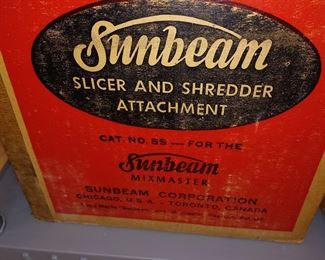 Sunbeam
SLICER AND SHREDDER
ATTACHMENT
CAT. NO. SS — FOR THE
Sunbeam
MIXMASTER
SUNBEAM CORPORATION
CHICAGO, U.S.A. – TORONTO, CANADA